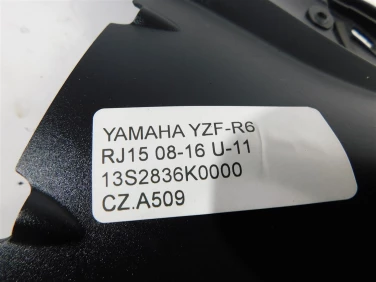 YAMAHA YZF-R6
RJ15 08-16 U-11
13S2836K0000
CZ.A509